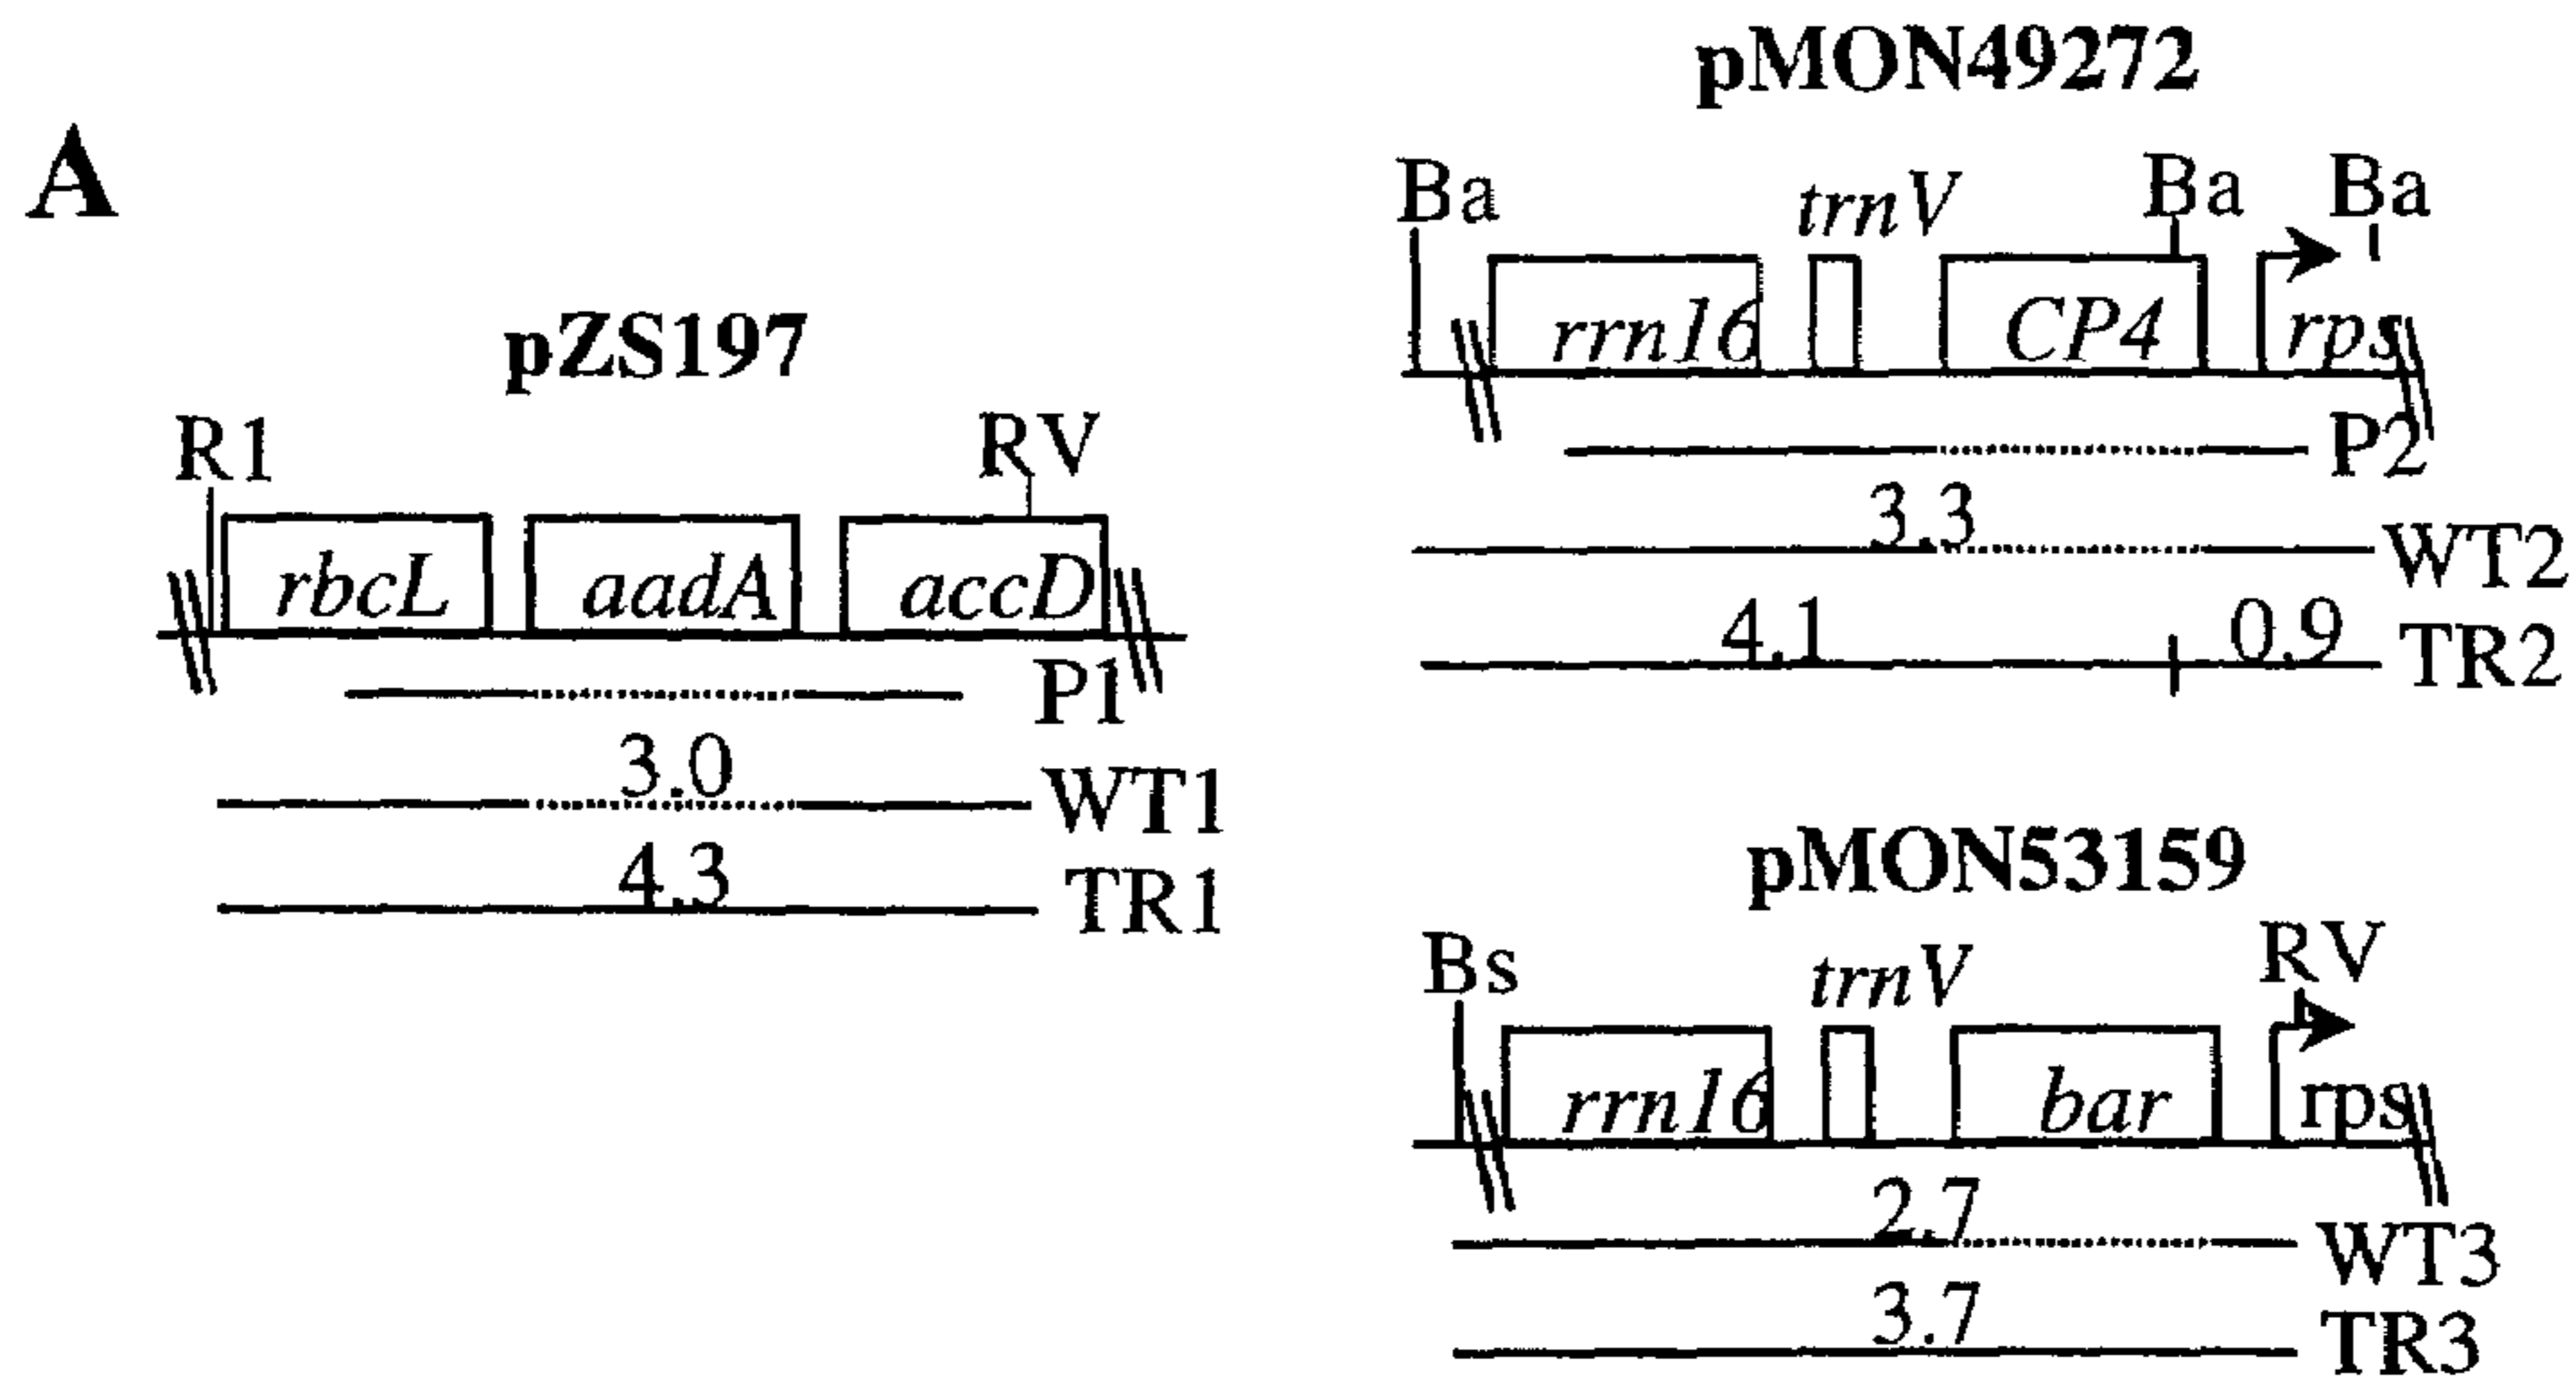 A
pZS197
R1 RV
rbcL aadA accD
P1
3.0
WT1
4.3
TR1
pMON49272
Ba trnV Ba Ba
rrn16 CP4 rps
P2
3.3
WT2
4.1 0.9
TR2
pMON53159
Bs trnV RV
rrn16 bar rps
2.7
WT3
3.7
TR3